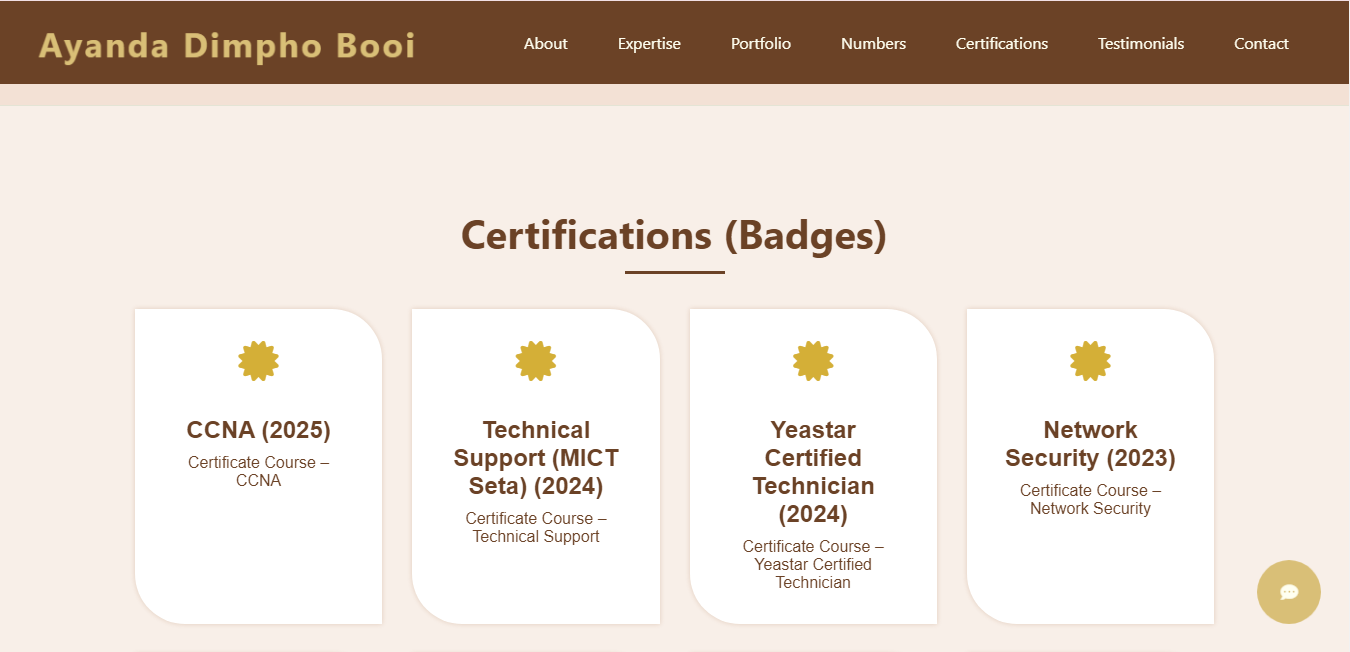 Ayanda Dimpho Booi
About Expertise Portfolio Numbers Certifications Testimonials Contact
Certifications (Badges)
CCNA (2025)
Certificate Course –
CCNA
Technical
Support (MICT
Seta) (2024)
Certificate Course –
Technical Support
Yeastar
Certified
Technician
(2024)
Certificate Course –
Yeastar Certified
Technician
Network
Security (2023)
Certificate Course –
Network Security